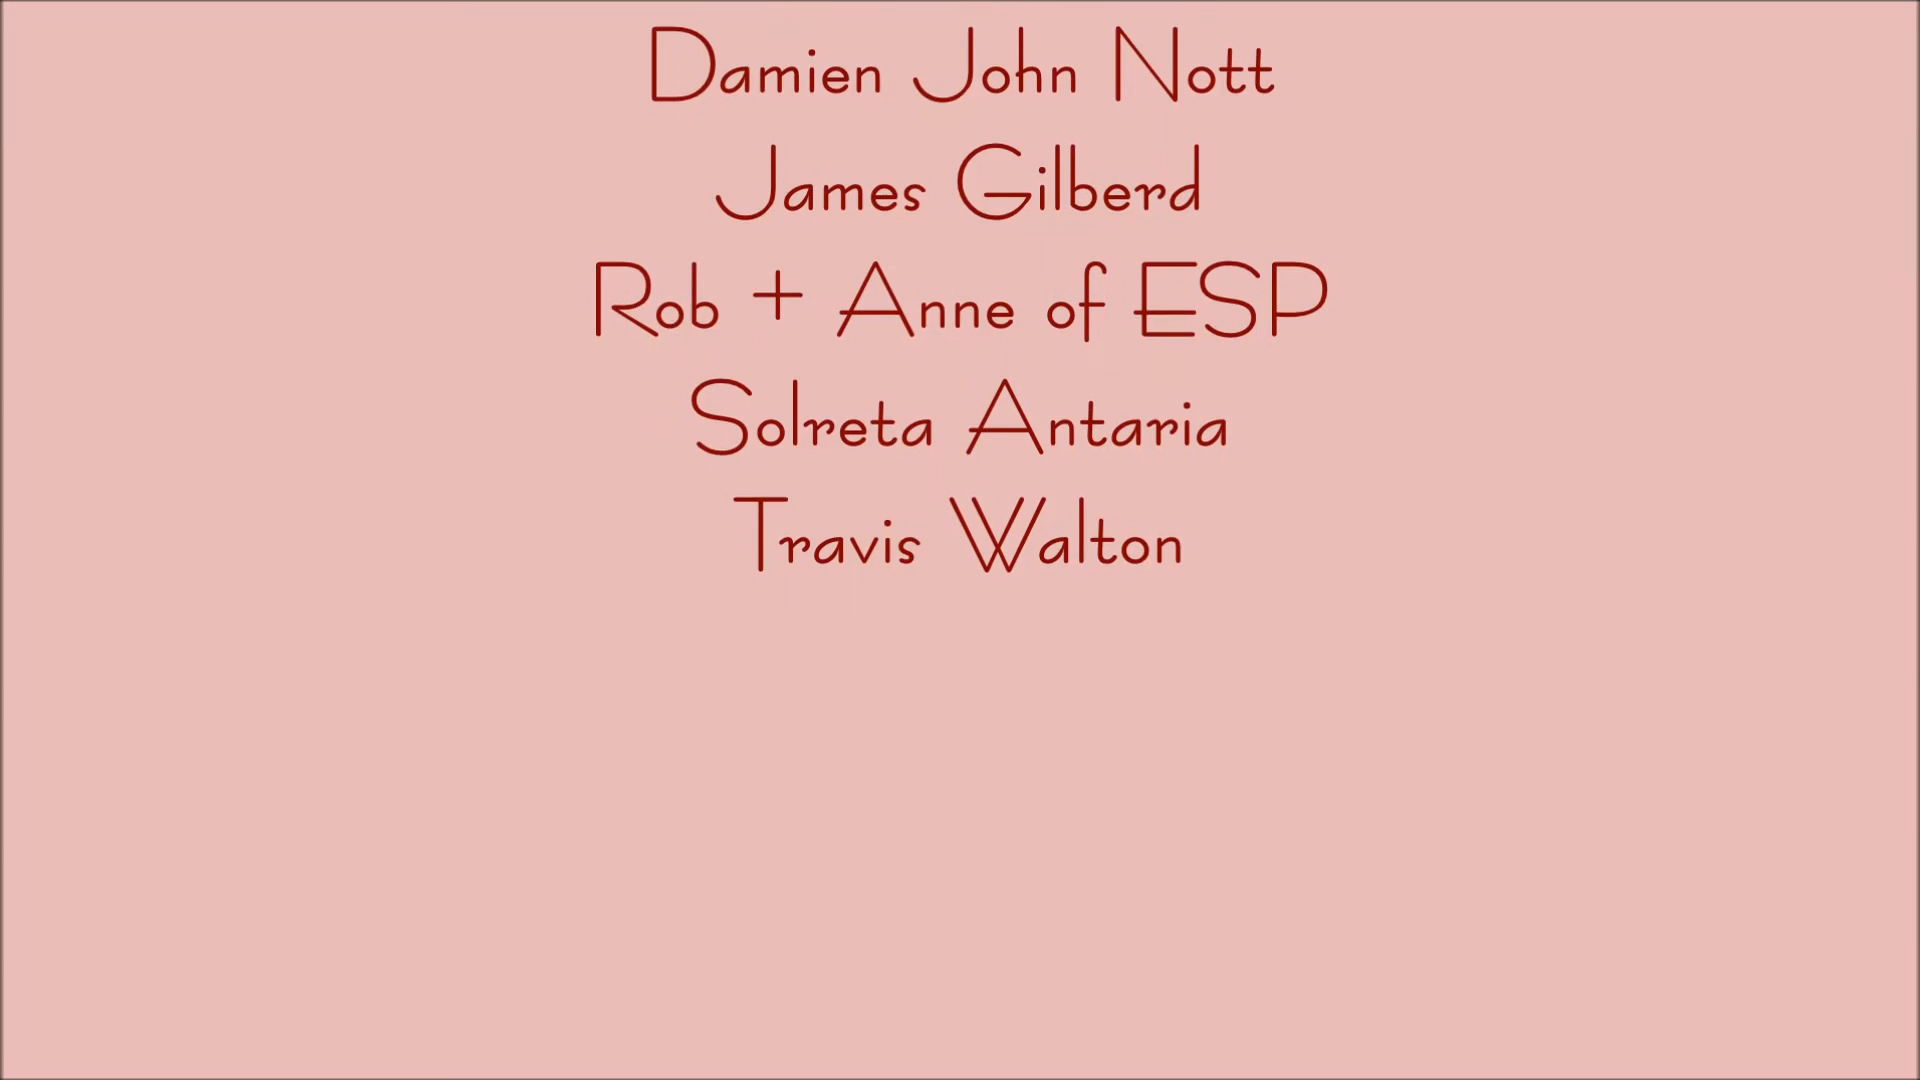 Damien John Nott
James Gilberd
Rob + Anne of ESP
Solreta Antaria
Travis Walton